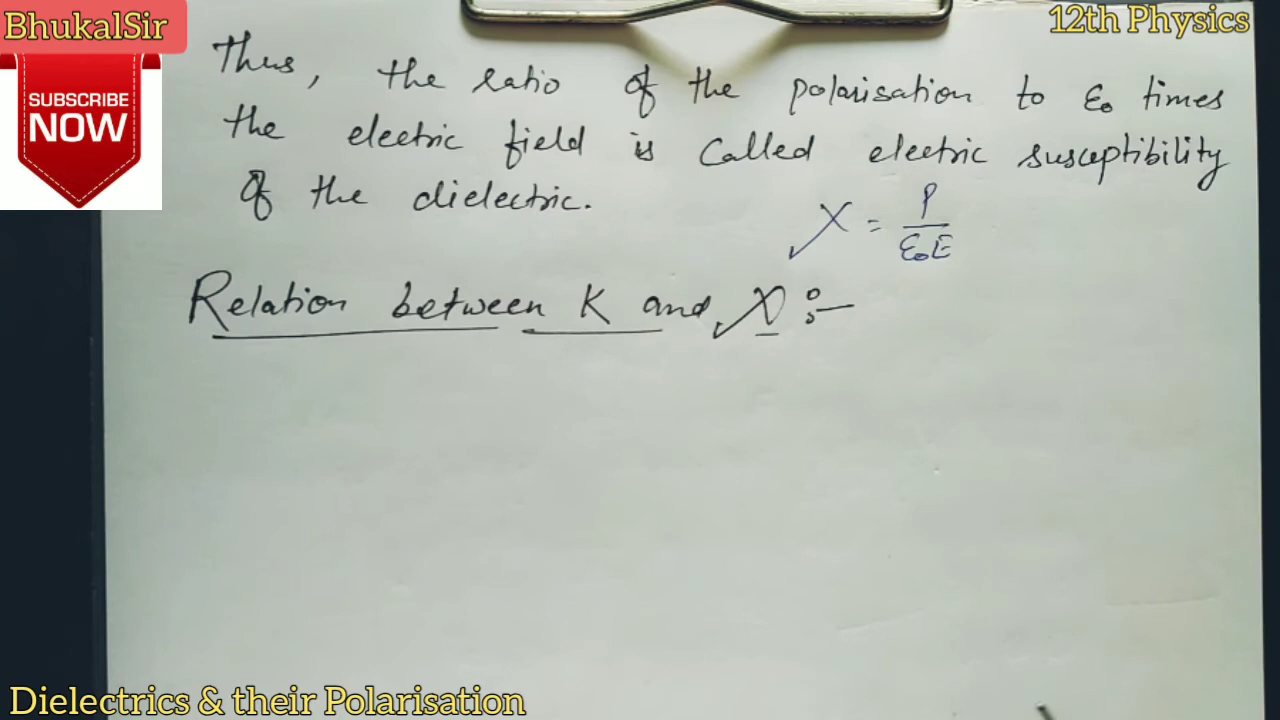 BhukalSir
12th Physics
SUBSCRIBE
NOW
Thus, the ratio of the polarisation to ε₀ times
the electric field is called electric susceptibility
of the dielectric.
χ = P/ε₀E
Relation between K and χ :-
Dielectrics & their Polarisation